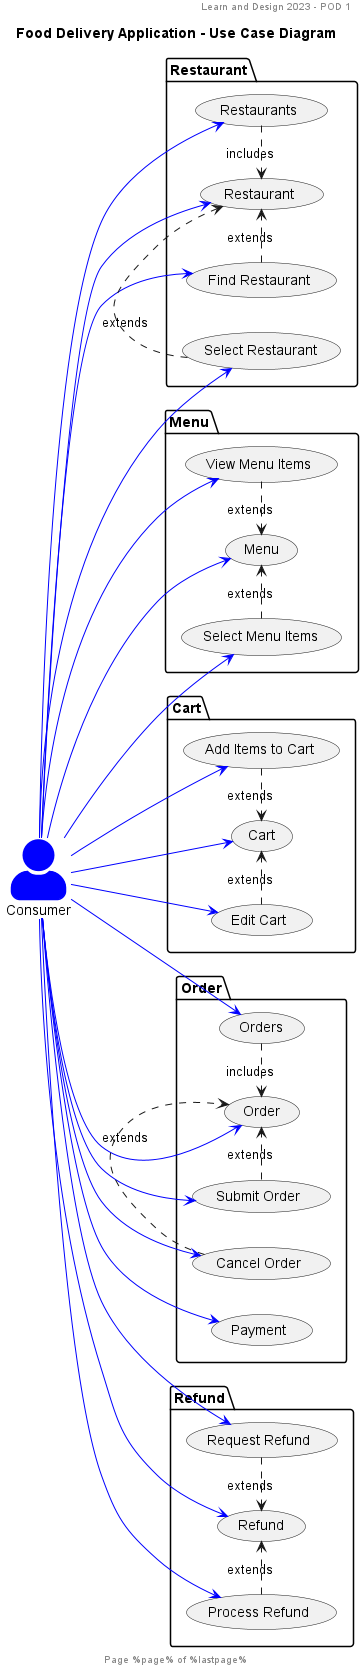 Learn and Design 2023 - POD 1
Food Delivery Application - Use Case Diagram
Restaurant
Restaurants
includes
Restaurant
extends
Find Restaurant
extends
Select Restaurant
Menu
View Menu Items
extends
Menu
extends
Select Menu Items
Cart
Add Items to Cart
extends
Cart
extends
Edit Cart
Consumer
Order
Orders
includes
Order
extends
extends
Submit Order
Cancel Order
Payment
Refund
Request Refund
extends
Refund
extends
Process Refund
Page %page% of %lastpage%